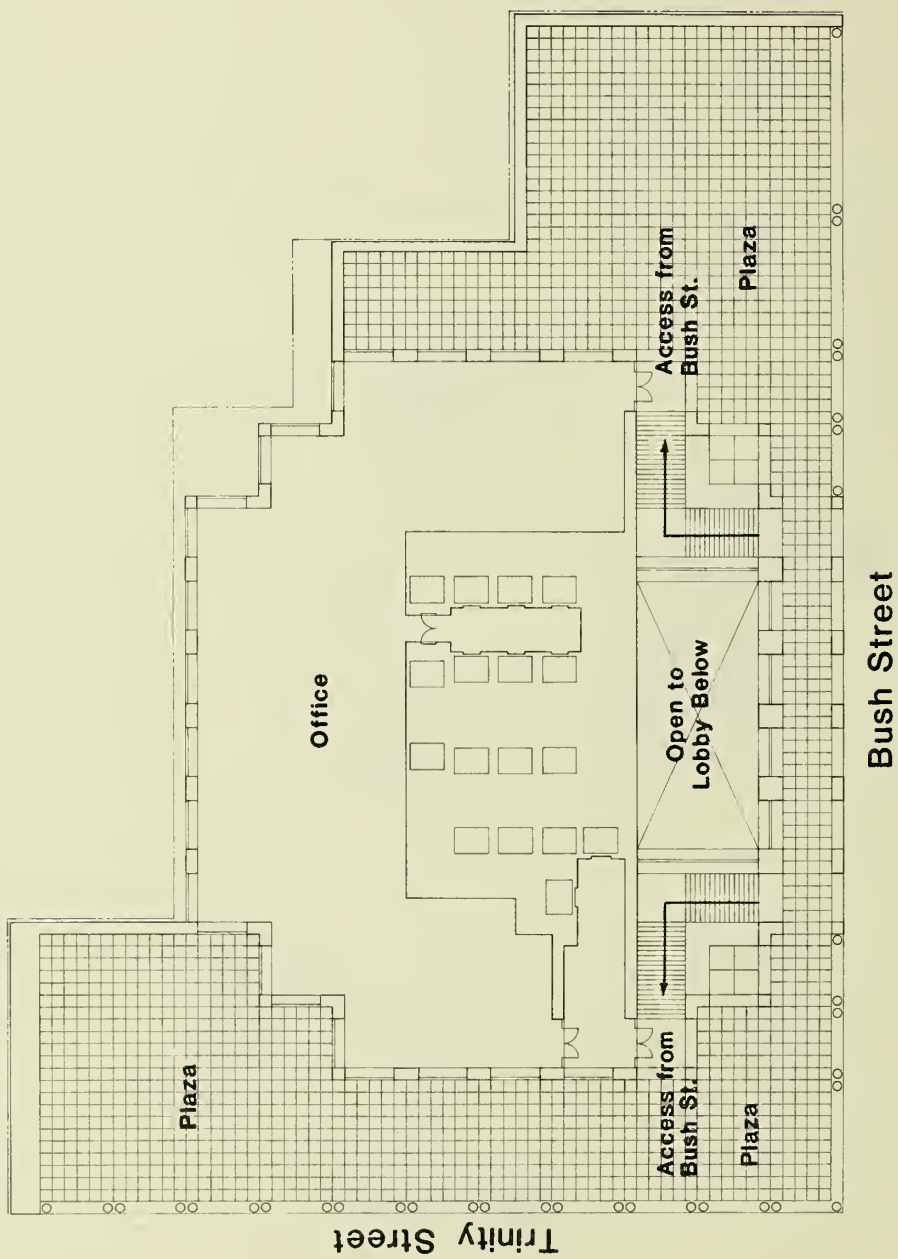 Plaza
Office
Access from
Bush St.
Plaza
Open to
Lobby Below
Access from
Bush St.
Plaza
Trinity Street
Bush Street